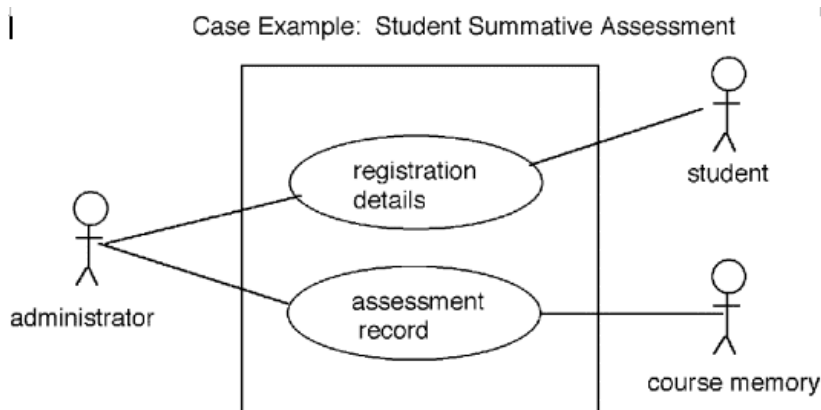 Case Example: Student Summative Assessment
registration
details
student
administrator
assessment
record
course memory